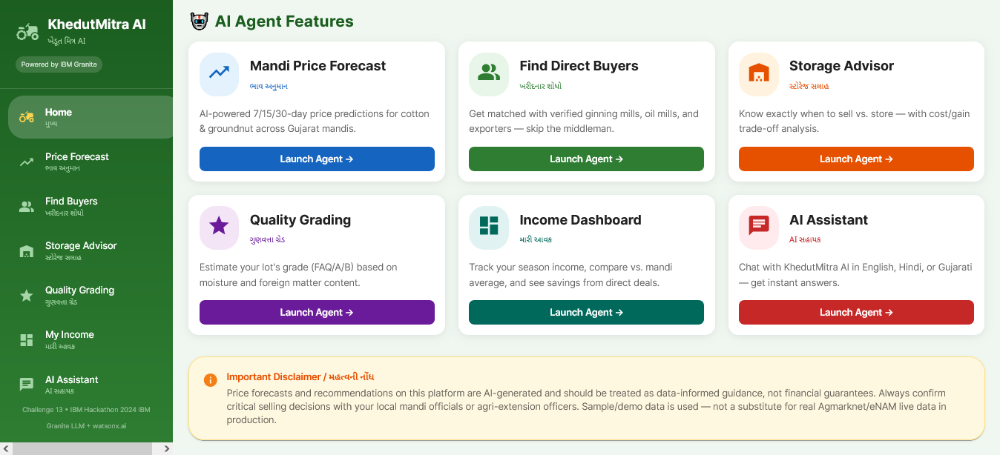 KhedutMitra AI
ખેડૂત મિત્ર AI
Powered by IBM Granite
Home
મુખ્ય
Price Forecast
ભાવ અનુમાન
Find Buyers
ખરીદનાર શોધો
Storage Advisor
સ્ટોરેજ સલાહ
Quality Grading
ગુણવત્તા ગ્રેડ
My Income
મારી આવક
AI Assistant
AI સહાયક
Challenge 13 • IBM Hackathon 2024 IBM
Granite LLM + watsonx.ai
AI Agent Features
Mandi Price Forecast
ભાવ અનુમાન
AI-powered 7/15/30-day price predictions for cotton
& groundnut across Gujarat mandis.
Launch Agent →
Find Direct Buyers
ખરીદનાર શોધો
Get matched with verified ginning mills, oil mills, and
exporters — skip the middleman.
Launch Agent →
Storage Advisor
સ્ટોરેજ સલાહ
Know exactly when to sell vs. store — with cost/gain
trade-off analysis.
Launch Agent →
Quality Grading
ગુણવત્તા ગ્રેડ
Estimate your lot's grade (FAQ/A/B) based on
moisture and foreign matter content.
Launch Agent →
Income Dashboard
મારી આવક
Track your season income, compare vs. mandi
average, and see savings from direct deals.
Launch Agent →
AI Assistant
AI સહાયક
Chat with KhedutMitra AI in English, Hindi, or Gujarati
— get instant answers.
Launch Agent →
Important Disclaimer / મહત્વની નોંધ
Price forecasts and recommendations on this platform are AI-generated and should be treated as data-informed guidance, not financial guarantees. Always confirm
critical selling decisions with your local mandi officials or agri-extension officers. Sample/demo data is used — not a substitute for real Agmarknet/eNAM live data in
production.